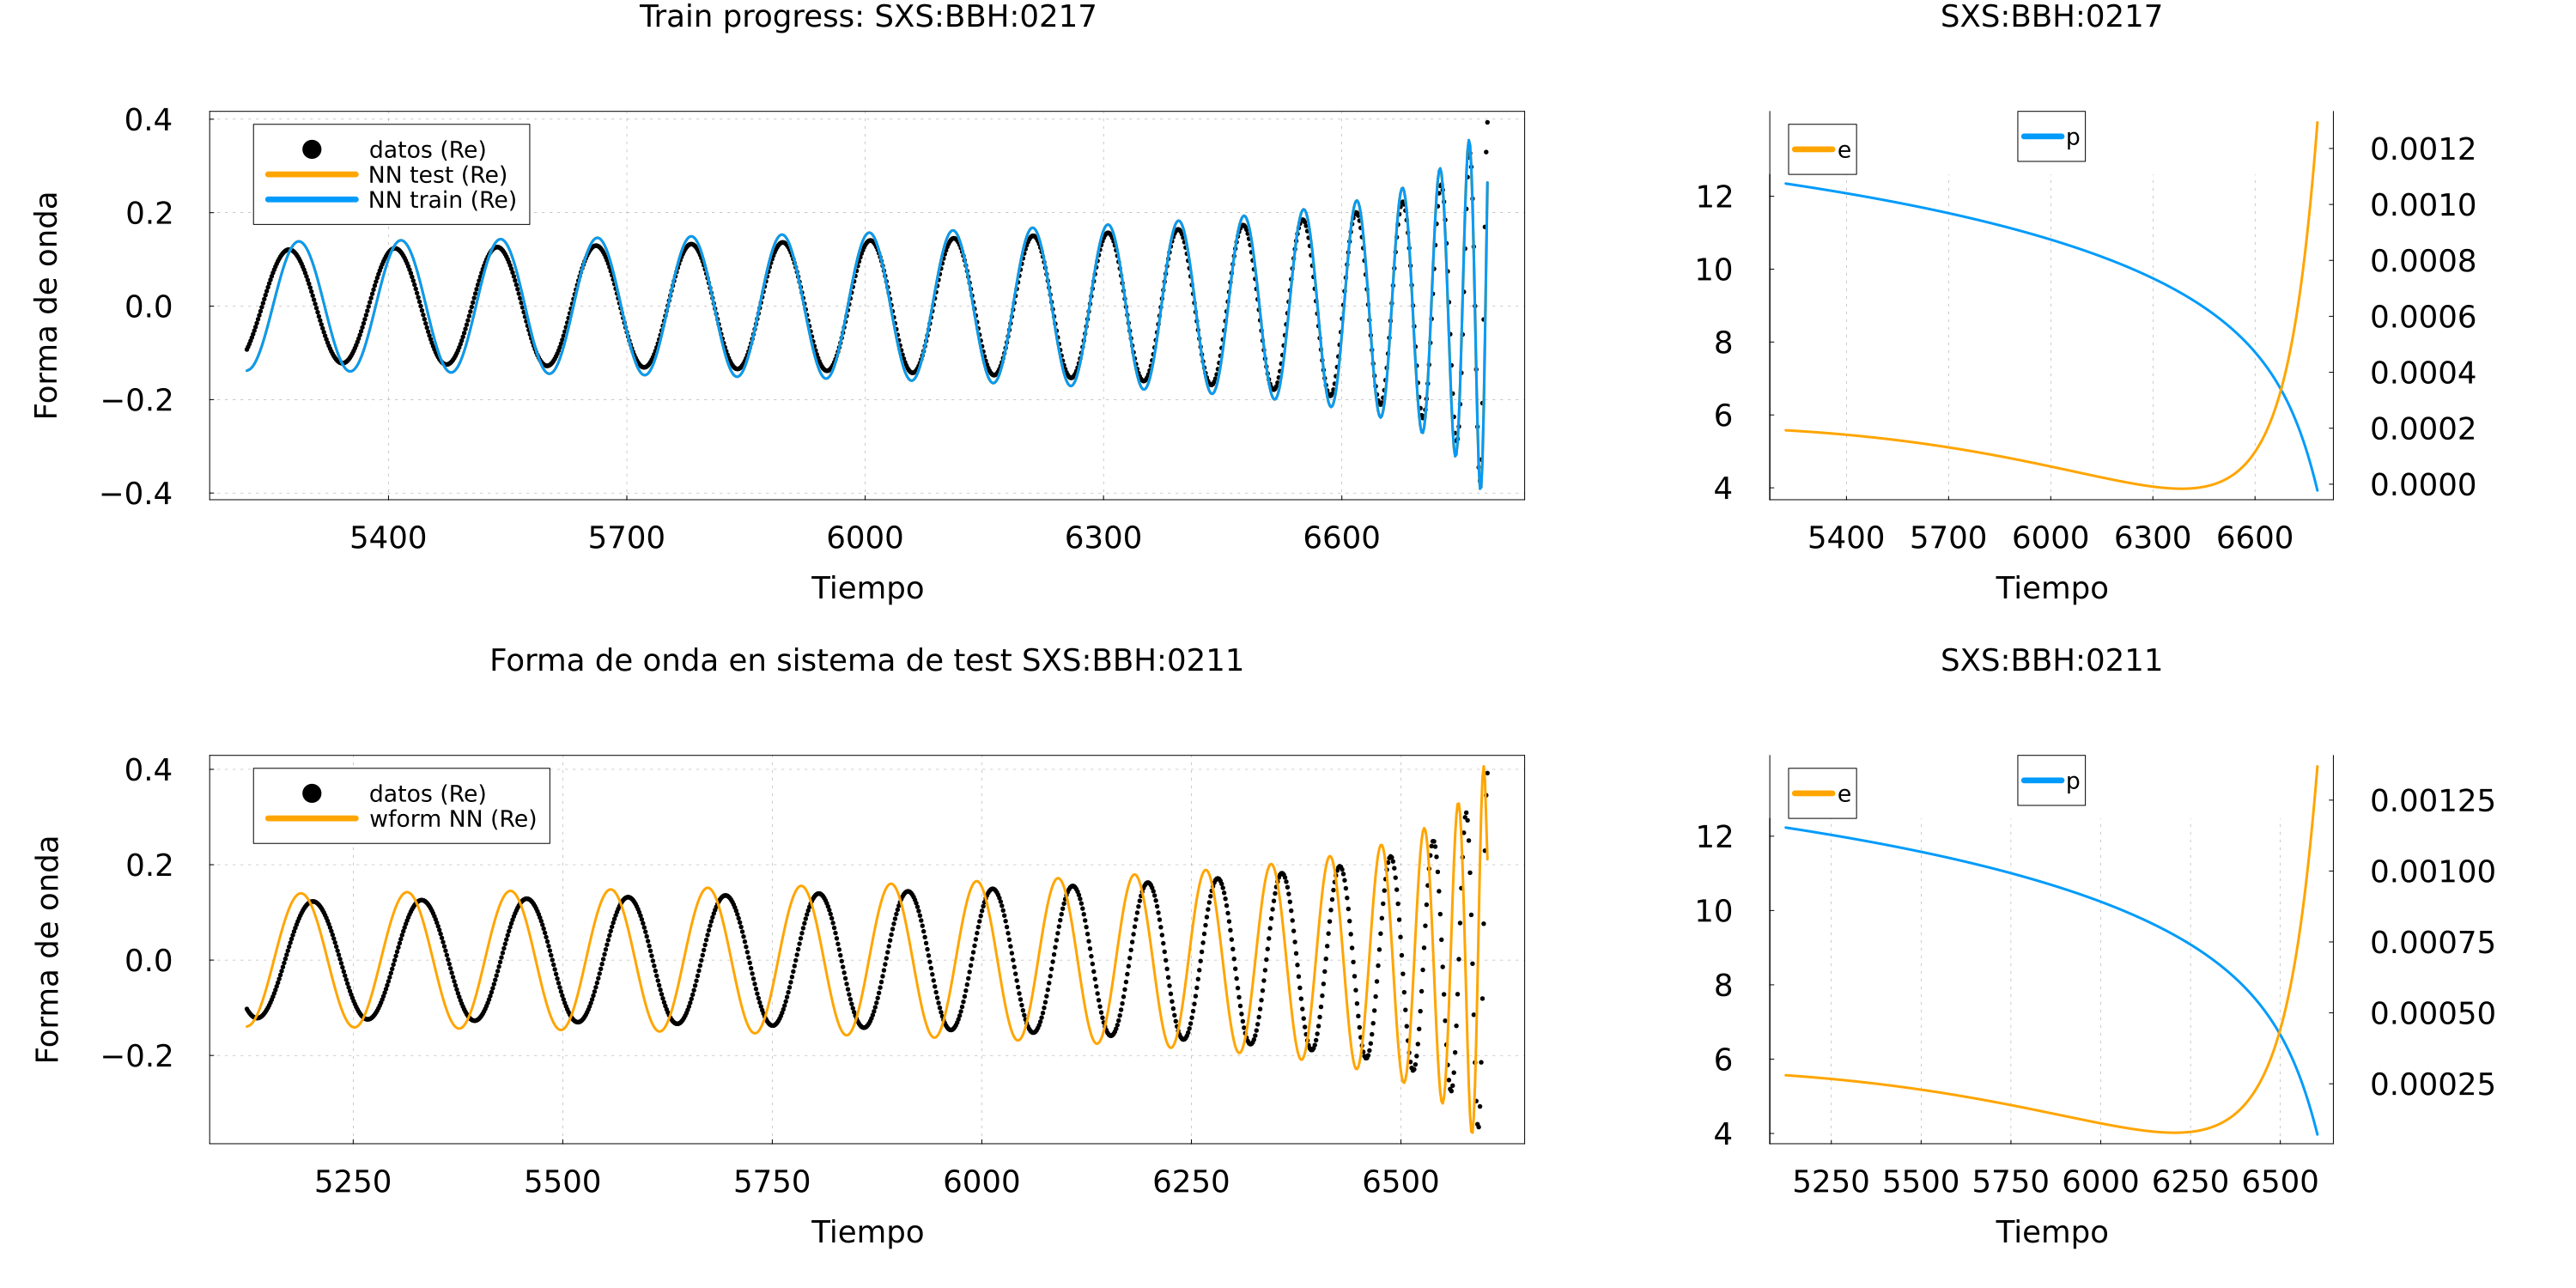 Train progress: SXS:BBH:0217
datos (Re)
NN test (Re)
NN train (Re)
0.4
0.2
0.0
−0.2
−0.4
Forma de onda
5400 5700 6000 6300 6600
Tiempo
SXS:BBH:0217
e
p
12
10
8
6
4
0.0012
0.0010
0.0008
0.0006
0.0004
0.0002
0.0000
5400 5700 6000 6300 6600
Tiempo
Forma de onda en sistema de test SXS:BBH:0211
datos (Re)
wform NN (Re)
0.4
0.2
0.0
−0.2
Forma de onda
5250 5500 5750 6000 6250 6500
Tiempo
SXS:BBH:0211
e
p
12
10
8
6
4
0.00125
0.00100
0.00075
0.00050
0.00025
5250 5500 5750 6000 6250 6500
Tiempo